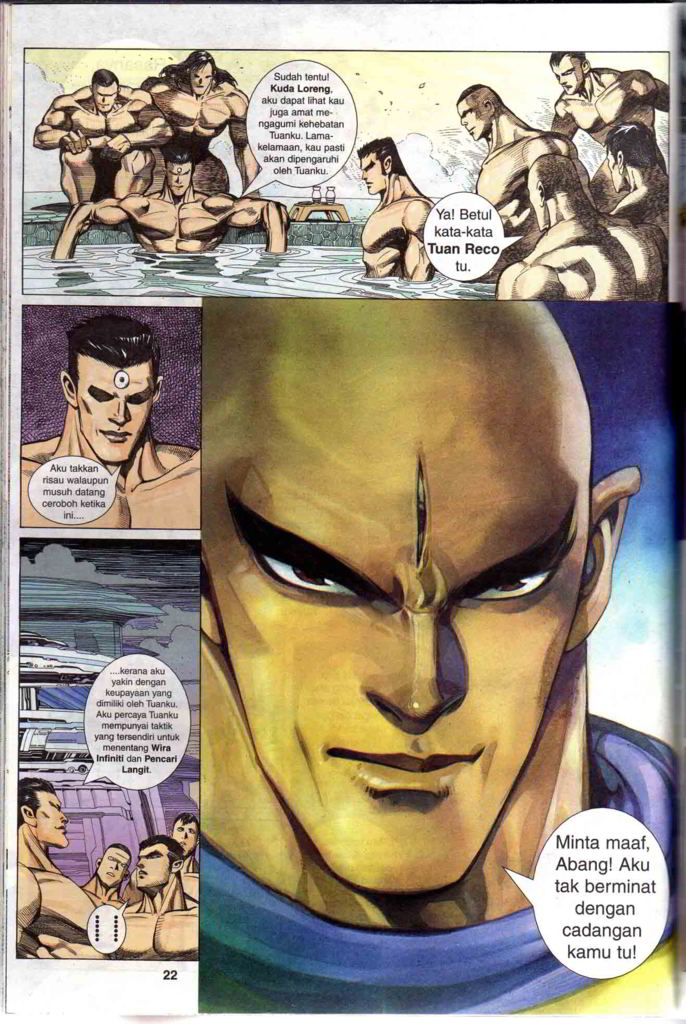 Sudah tentu!
Kuda Loreng,
aku dapat lihat kau
juga amat me-
ngagumi kehebatan
Tuanku. Lama-
kelamaan, kau pasti
akan dipengaruhi
oleh Tuanku.
Ya! Betul
kata-kata
Tuan Reco
tu.
Aku takkan
risau walaupun
musuh datang
ceroboh ketika
ini....
....kerana aku
yakin dengan
keupayaan yang
dimiliki oleh Tuanku.
Aku percaya Tuanku
mempunyai taktik
yang tersendiri untuk
menentang Wira
Infiniti dan Pencari
Langit.
Minta maaf,
Abang! Aku
tak berminat
dengan
cadangan
kamu tu!
22